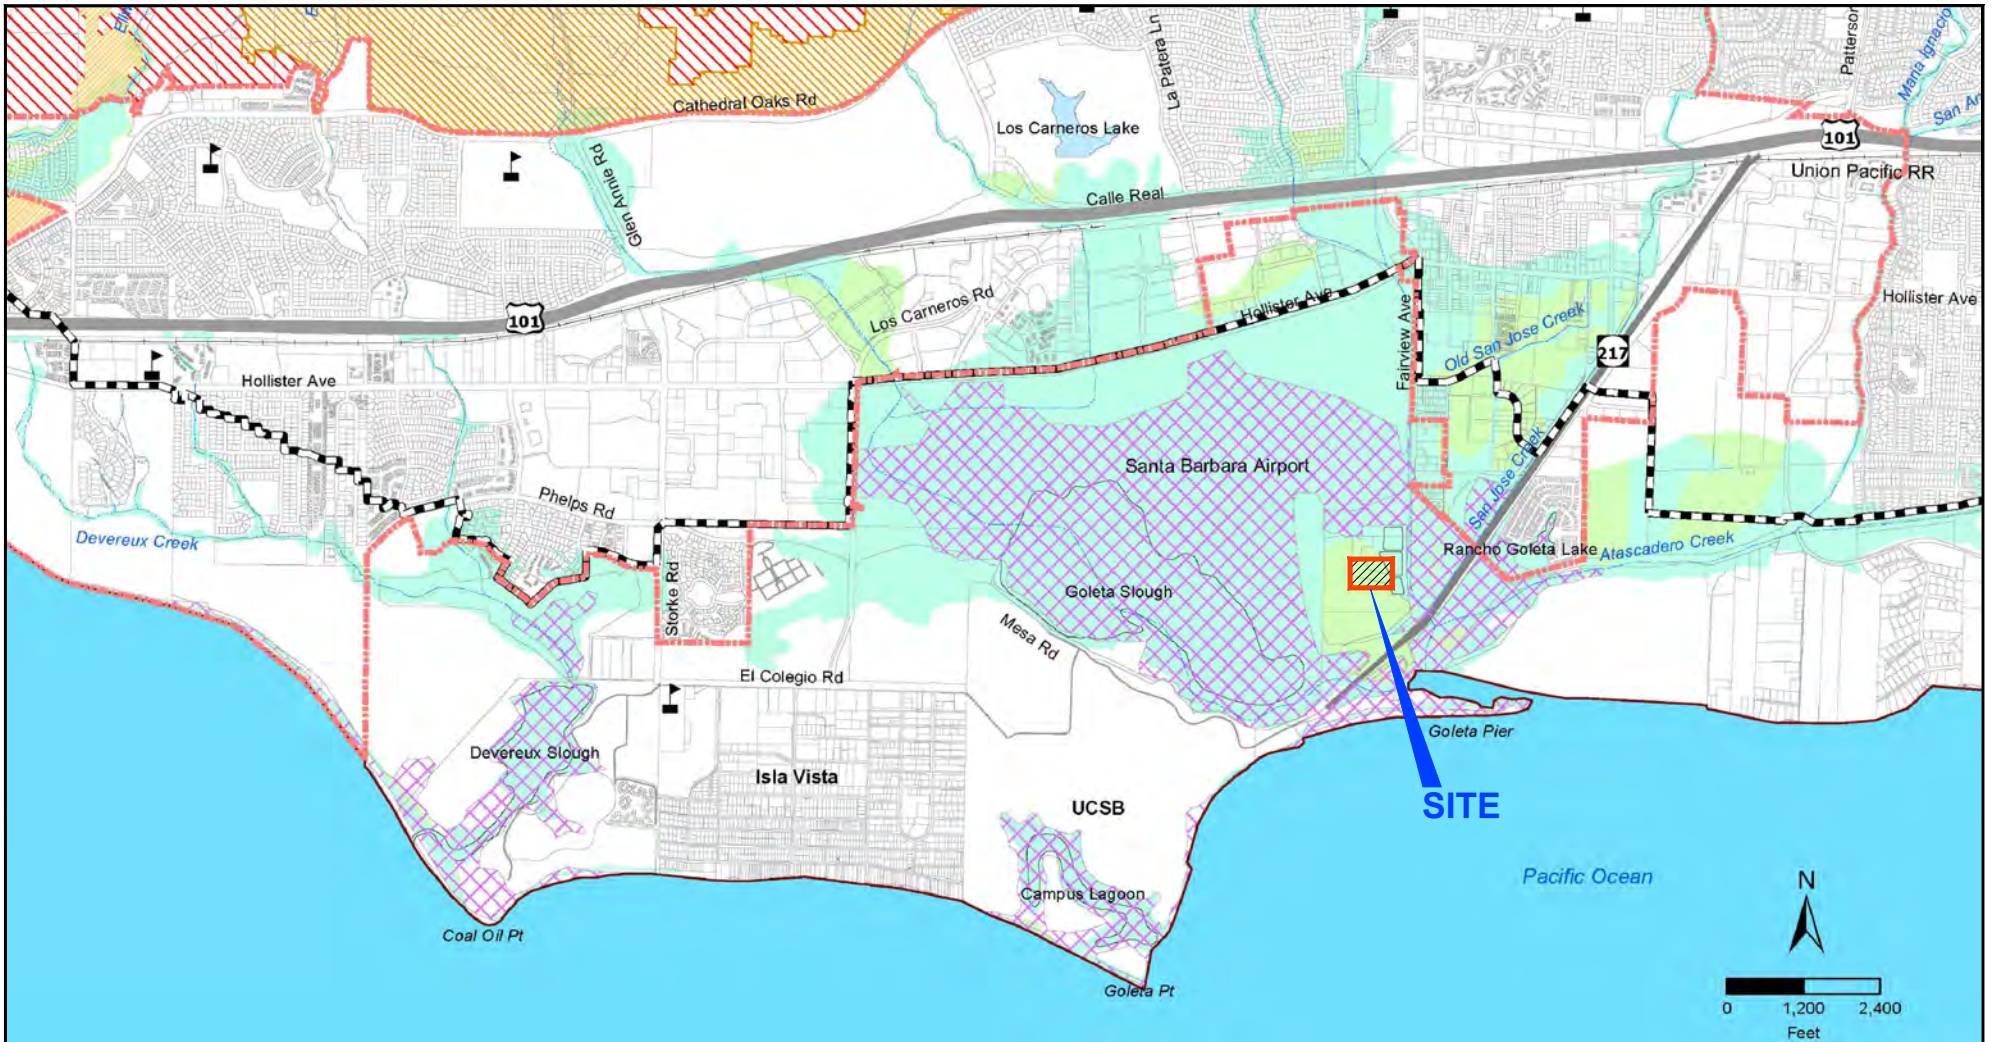 La Patera Ln
Patterson
Maria Ignacio
San An
Cathedral Oaks Rd
Los Carneros Lake
101
Union Pacific RR
Glen Annie Rd
Calle Real
Los Carneros Rd
Hollister Ave
Hollister Ave
Fairview Ave
Old San Jose Creek
101
217
Hollister Ave
Santa Barbara Airport
San Jose Creek
Phelps Rd
Devereux Creek
Rancho Goleta Lake
Atascadero Creek
Storke Rd
Goleta Slough
Mesa Rd
El Colegio Rd
Goleta Pier
Devereux Slough
Isla Vista
UCSB
SITE
Pacific Ocean
N
Campus Lagoon
Coal Oil Pt
Goleta Pt
0 1,200 2,400
Feet